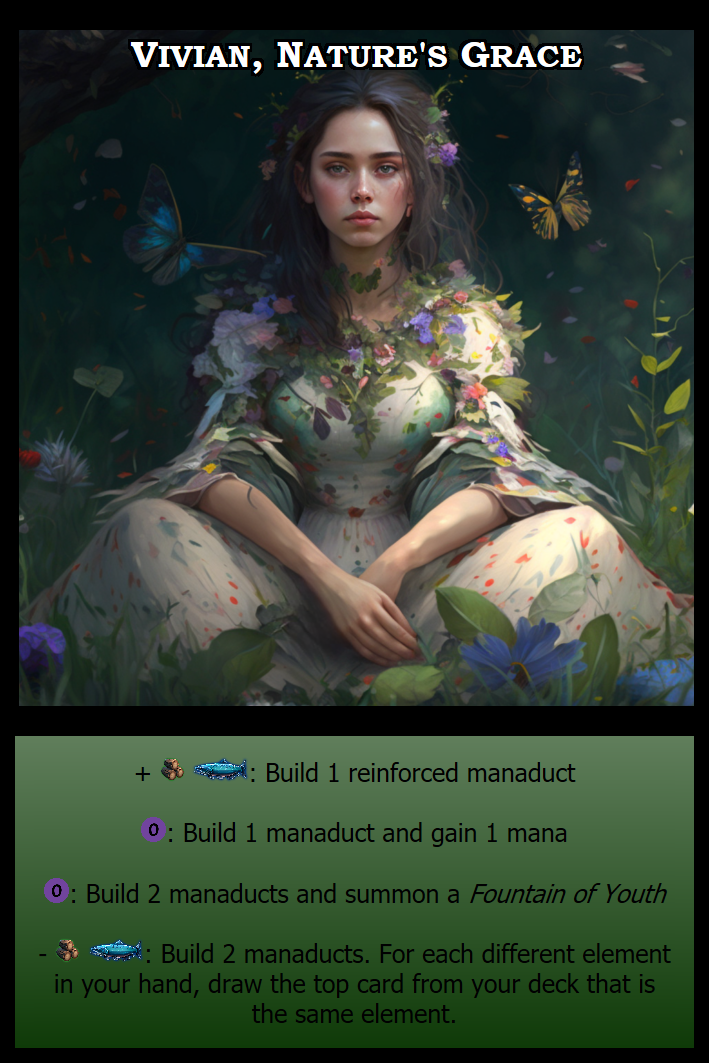 Vivian, Nature's Grace
+ : Build 1 reinforced manaduct
0: Build 1 manaduct and gain 1 mana
0: Build 2 manaducts and summon a Fountain of Youth
- : Build 2 manaducts. For each different element
in your hand, draw the top card from your deck that is
the same element.